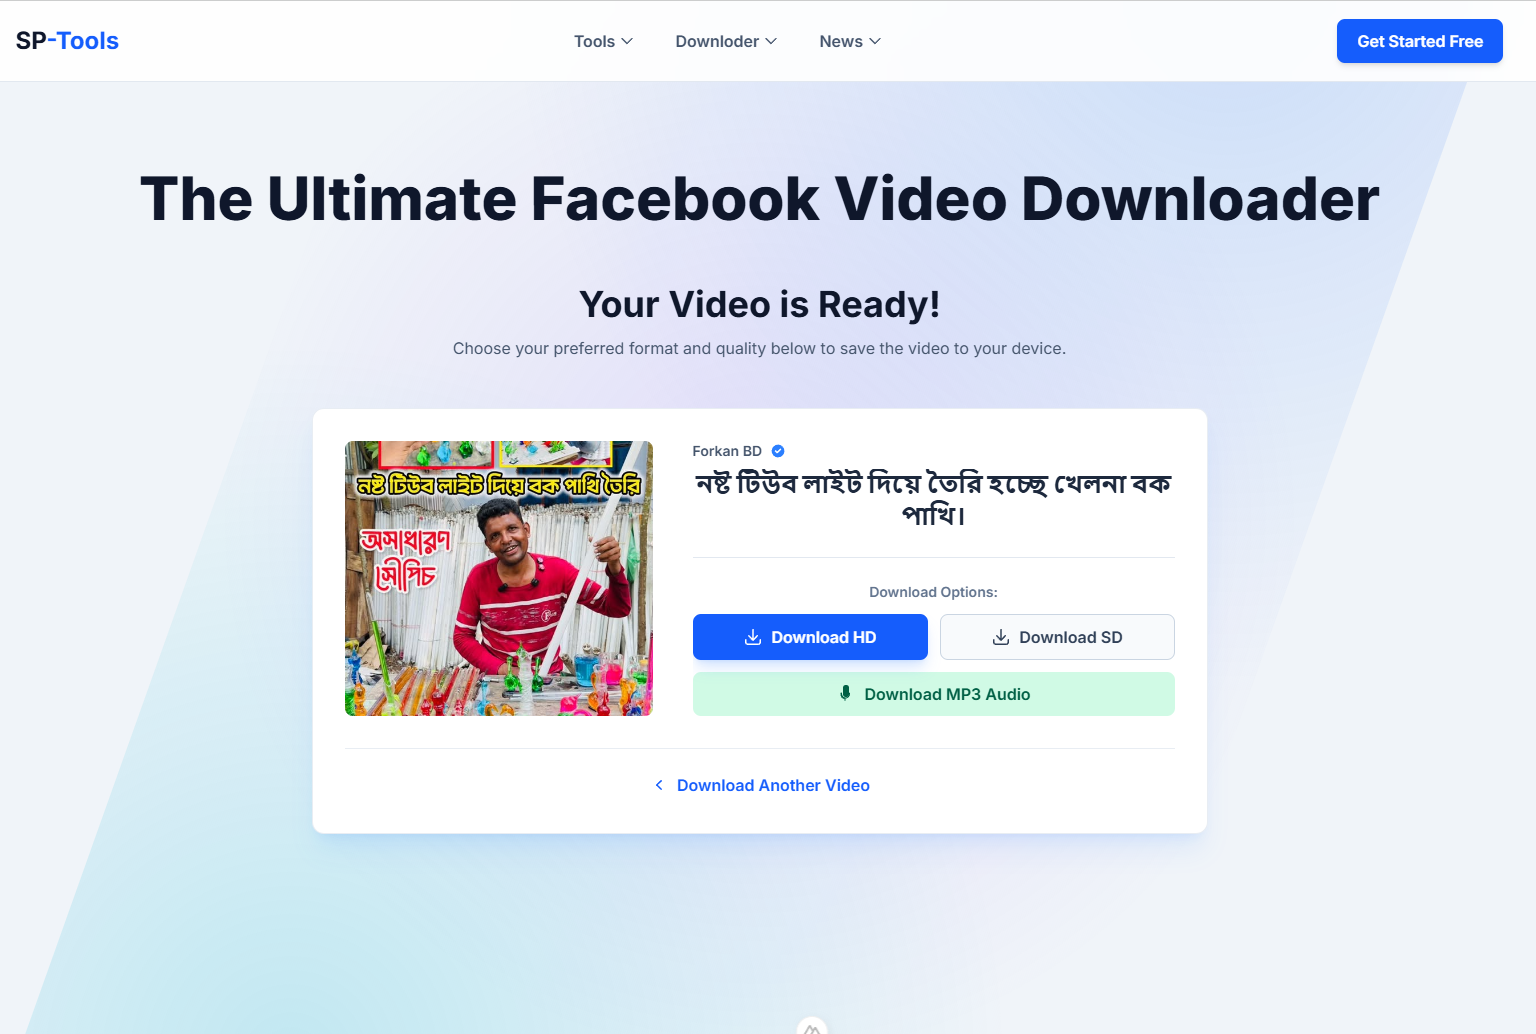 SP-Tools
Tools
Downloder
News
Get Started Free
The Ultimate Facebook Video Downloader
Your Video is Ready!
Choose your preferred format and quality below to save the video to your device.
নষ্ট টিউব লাইট দিয়ে বক পাখি তৈরি
অসাধারণ
সৌপিচ
Forkan BD
নষ্ট টিউব লাইট দিয়ে তৈরি হচ্ছে খেলনা বক
পাখি।
Download Options:
Download HD
Download SD
Download MP3 Audio
Download Another Video